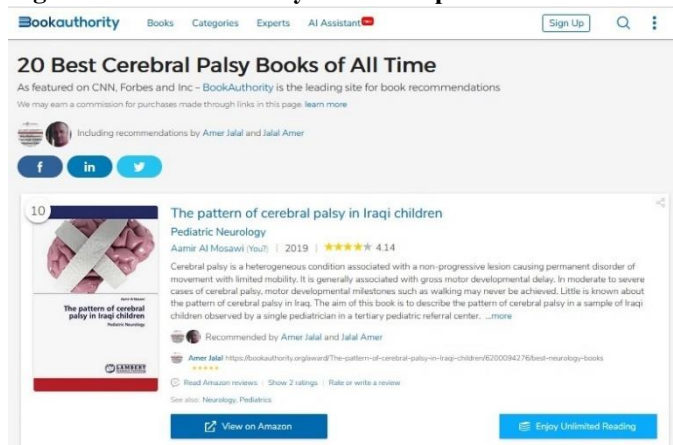 Bookauthority Books Categories Experts AI Assistant Sign Up
20 Best Cerebral Palsy Books of All Time
As featured on CNN, Forbes and Inc – BookAuthority is the leading site for book recommendations
We may earn a commission for purchases made through links in this page. learn more
Including recommendations by Amer Jalal and Jalal Amer
f in
10
The pattern of cerebral palsy in Iraqi children
Pediatric Neurology
Aamir Al Mosawi (You?) | 2019 | 4.14
Cerebral palsy is a heterogeneous condition associated with a non-progressive lesion causing permanent disorder of
movement with limited mobility. It is generally associated with gross motor developmental delay. In moderate to severe
cases of cerebral palsy, motor developmental milestones such as walking may never be achieved. Little is known about
the pattern of cerebral palsy in Iraq. The aim of this book is to describe the pattern of cerebral palsy in a sample of Iraqi
children observed by a single pediatrician in a tertiary pediatric referral center. ...more
Aamir Al Mosawi
The pattern of cerebral
palsy in Iraqi children
Pediatric Neurology
LAMBERT
Recommended by Amer Jalal and Jalal Amer
Amer Jalal https://bookauthority.org/award/The-pattern-of-cerebral-palsy-in-Iraqi-children/6200094276/best-neurology-books
Read Amazon reviews | Show 2 ratings | Rate or write a review
See also: Neurology, Pediatrics
View on Amazon
Enjoy Unlimited Reading